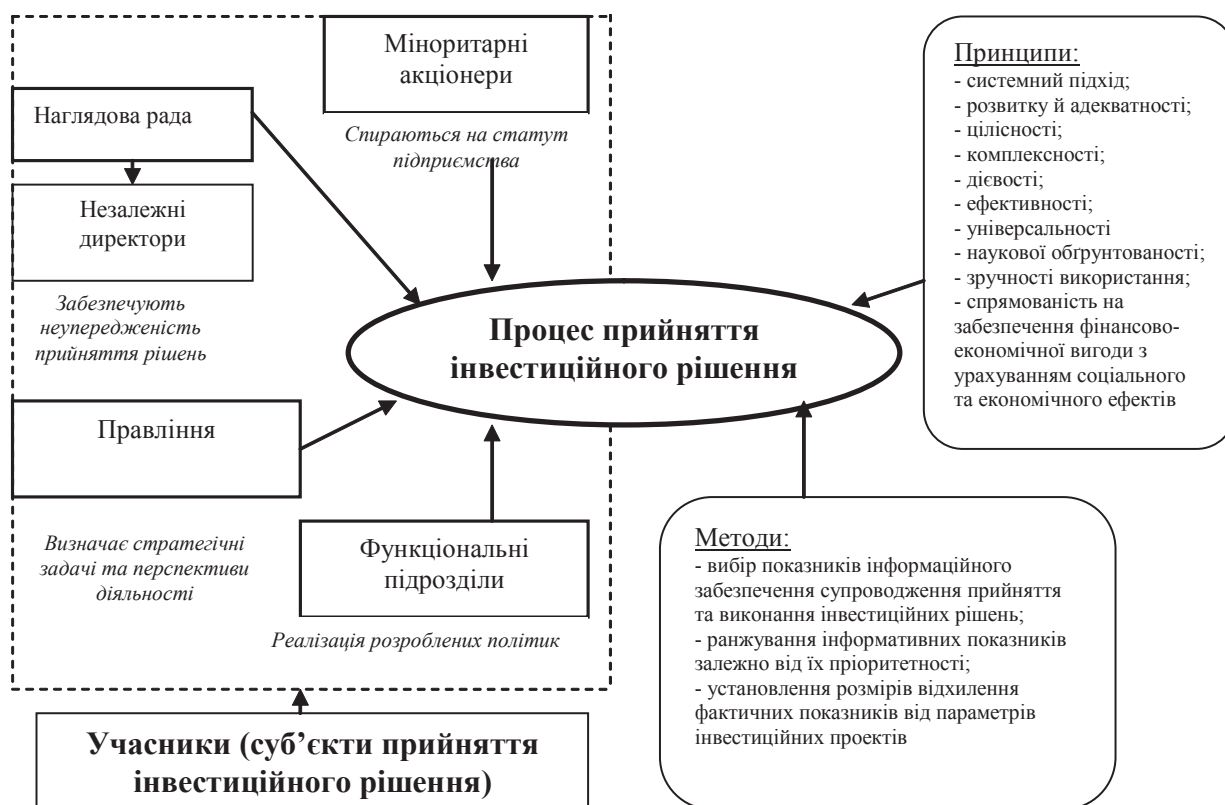 Міноритарні
акціонери
Спираються на статут
підприємства
Наглядова рада
Незалежні
директори
Забезпечують
неупередженість
прийняття рішень
Процес прийняття
інвестиційного рішення
Правління
Визначає стратегічні
задачі та перспективи
діяльності
Функціональні
підрозділи
Реалізація розроблених політик
Учасники (суб’єкти прийняття
інвестиційного рішення)
Принципи:
- системний підхід;
- розвитку й адекватності;
- цілісності;
- комплексності;
- дієвості;
- ефективності;
- універсальності
- наукової обґрунтованості;
- зручності використання;
- спрямованість на
забезпечення фінансово-
економічної вигоди з
урахуванням соціального
та економічного ефектів
Методи:
- вибір показників інформаційного
забезпечення супроводження прийняття
та виконання інвестиційних рішень;
- ранжування інформативних показників
залежно від їх пріоритетності;
- установлення розмірів відхилення
фактичних показників від параметрів
інвестиційних проектів